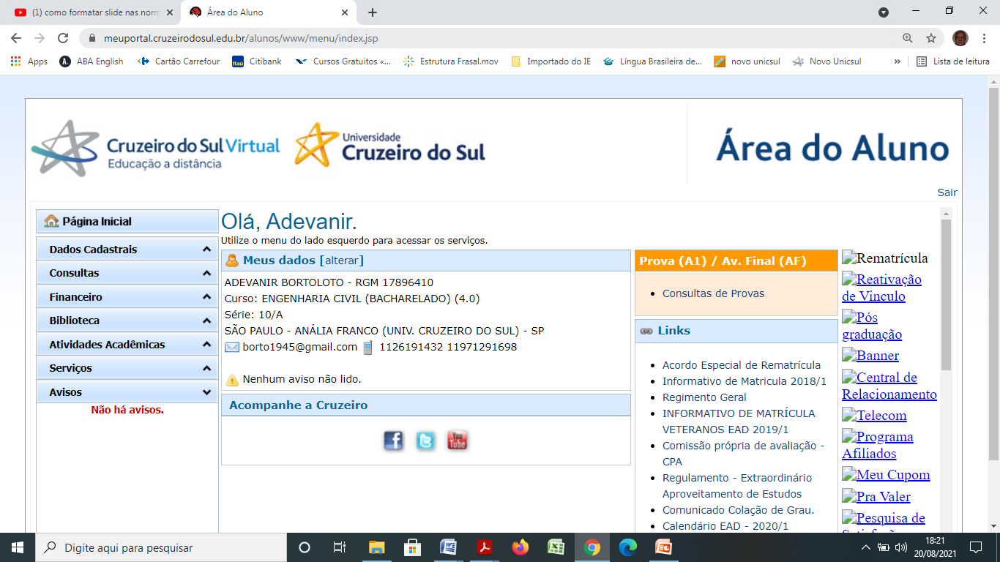 (1) como formatar slide nas norm
Área do Aluno
meuportal.cruzeirodosul.edu.br/alunos/www/menu/index.jsp
Apps
ABA English
Cartão Carrefour
Itaú
Citibank
Cursos Gratuitos «...
Estrutura Frasal.mov
Importado do IE
Língua Brasileira de...
novo unicsul
Novo Unicsul
»
Lista de leitura
Cruzeiro do Sul Virtual
Educação a distância
Universidade
Cruzeiro do Sul
Área do Aluno
Sair
Página Inicial
Dados Cadastrais
Consultas
Financeiro
Biblioteca
Atividades Acadêmicas
Serviços
Avisos
Não há avisos.
Olá, Adevanir.
Utilize o menu do lado esquerdo para acessar os serviços.
Meus dados [alterar]
ADEVANIR BORTOLOTO - RGM 17896410
Curso: ENGENHARIA CIVIL (BACHARELADO) (4.0)
Série: 10/A
SÃO PAULO - ANÁLIA FRANCO (UNIV. CRUZEIRO DO SUL) - SP
borto1945@gmail.com 1126191432 11971291698
Nenhum aviso não lido.
Acompanhe a Cruzeiro
You
Tube
Prova (A1) / Av. Final (AF)
Consultas de Provas
Links
Acordo Especial de Rematrícula
Informativo de Matricula 2018/1
Regimento Geral
INFORMATIVO DE MATRÍCULA
VETERANOS EAD 2019/1
Comissão própria de avaliação -
CPA
Regulamento - Extraordinário
Aproveitamento de Estudos
Comunicado Colação de Grau.
Calendário EAD - 2020/1
Rematrícula
Reativação
de Vinculo
Pós
graduação
Banner
Central de
Relacionamento
Telecom
Programa
Afiliados
Meu Cupom
Pra Valer
Pesquisa de
Satisfação
Digite aqui para pesquisar
18:21
20/08/2021